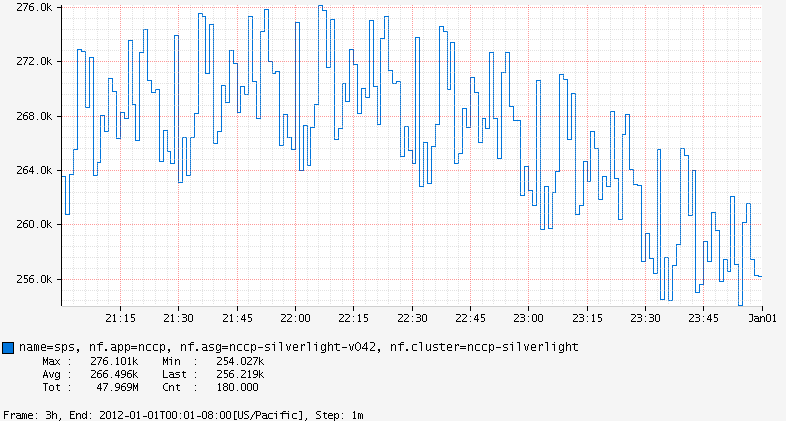 276.0k
272.0k
268.0k
264.0k
260.0k
256.0k
21:15 21:30 21:45 22:00 22:15 22:30 22:45 23:00 23:15 23:30 23:45 Jan01
name=sps, nf.app=nccp, nf.asg=nccp-silverlight-v042, nf.cluster=nccp-silverlight
Max : 276.101k Min : 254.027k
Avg : 266.496k Last : 256.219k
Tot : 47.969M Cnt : 180.000
Frame: 3h, End: 2012-01-01T00:01-08:00[US/Pacific], Step: 1m